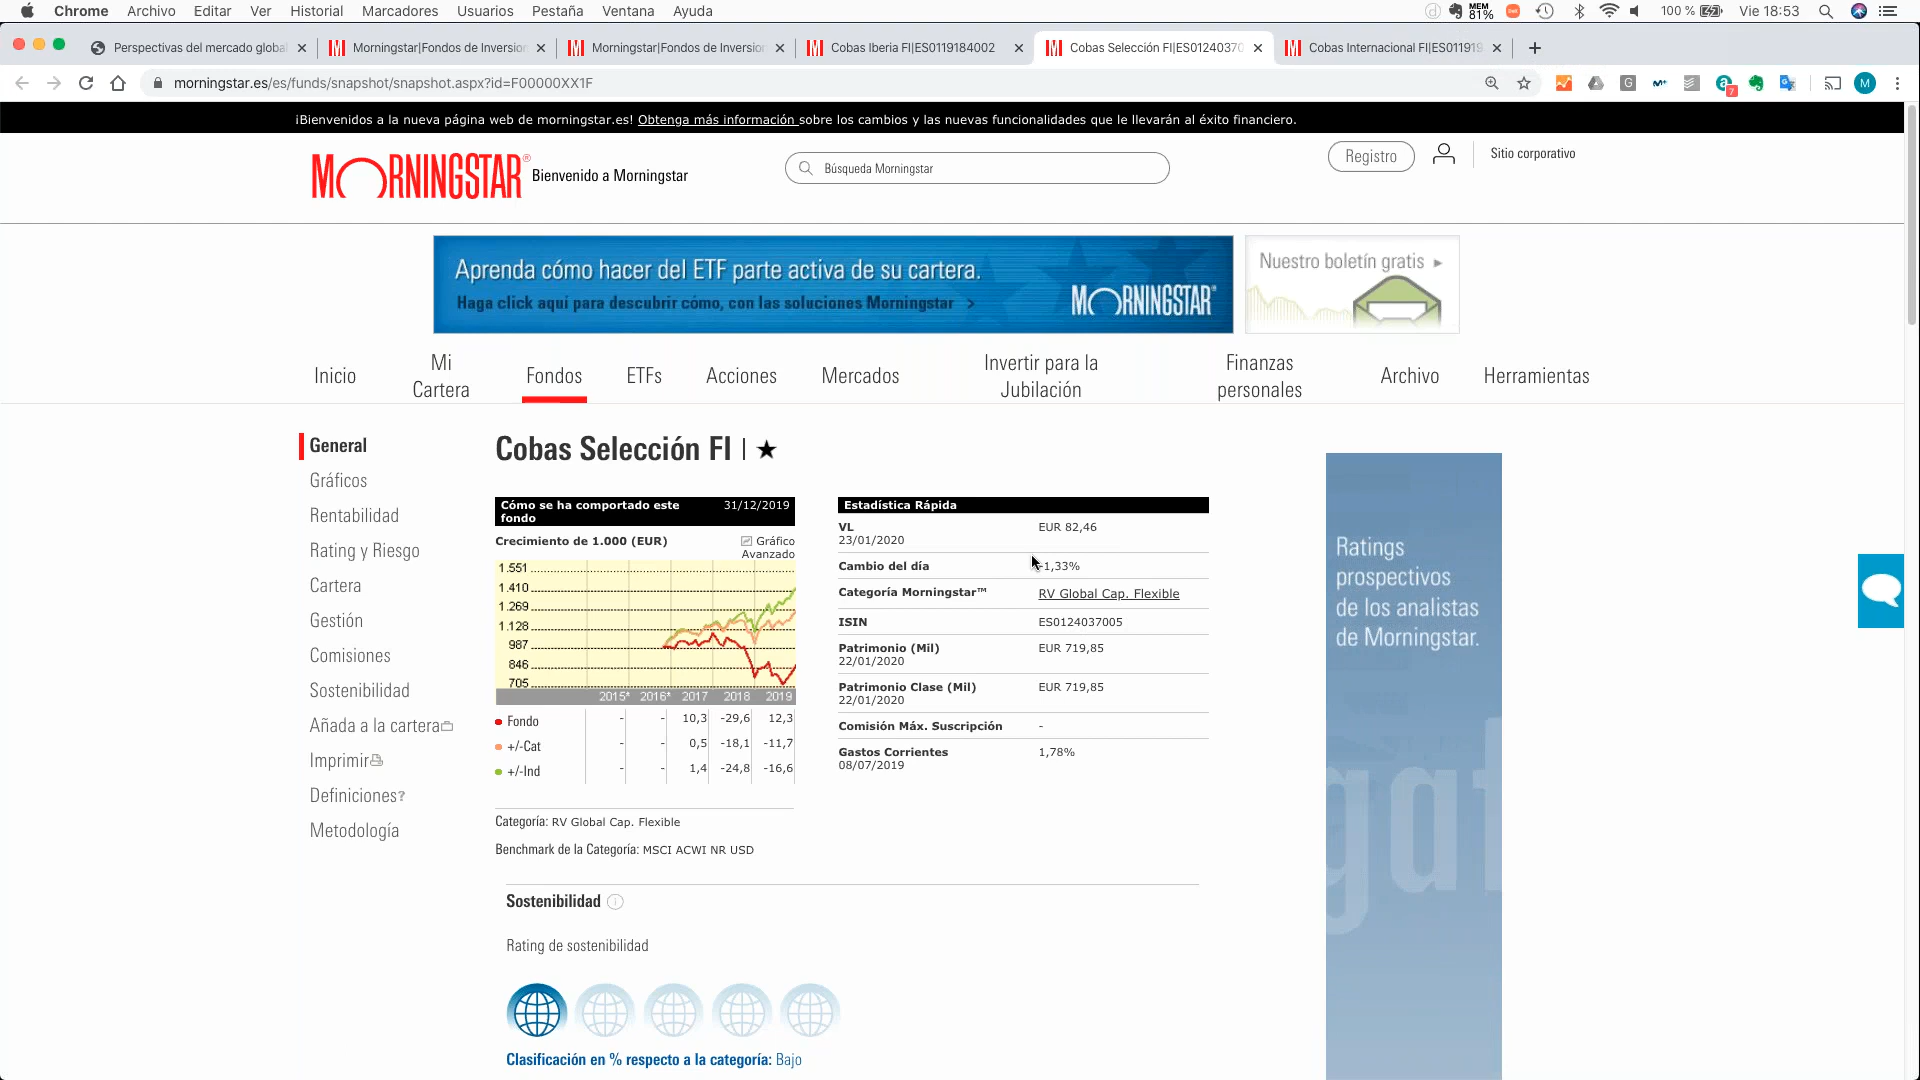 Chrome Archivo Editar Ver Historial Marcadores Usuarios Pestaña Ventana Ayuda MEM 81% 100 % Vie 18:53
Perspectivas del mercado global Morningstar|Fondos de Inversion Morningstar|Fondos de Inversion Cobas Iberia FI|ES0119184002 Cobas Selección FI|ES01240370 Cobas Internacional FI|ES011919
morningstar.es/es/funds/snapshot/snapshot.aspx?id=F00000XX1F
¡Bienvenidos a la nueva página web de morningstar.es! Obtenga más información sobre los cambios y las nuevas funcionalidades que le llevarán al éxito financiero.
MORNINGSTAR® Bienvenido a Morningstar
Búsqueda Morningstar
Registro
Sitio corporativo
Aprenda cómo hacer del ETF parte activa de su cartera.
Haga click aquí para descubrir cómo, con las soluciones Morningstar >
MORNINGSTAR®
Nuestro boletín gratis
Inicio Mi Cartera Fondos ETFs Acciones Mercados Invertir para la Jubilación Finanzas personales Archivo Herramientas
General
Gráficos
Rentabilidad
Rating y Riesgo
Cartera
Gestión
Comisiones
Sostenibilidad
Añada a la cartera
Imprimir
Definiciones?
Metodología
Cobas Selección FI | ★
Cómo se ha comportado este fondo 31/12/2019
Crecimiento de 1.000 (EUR) Gráfico Avanzado
1.551
1.410
1.269
1.128
987
846
705
2015* 2016* 2017 2018 2019
Fondo - - 10,3 -29,6 12,3
+/-Cat - - 0,5 -18,1 -11,7
+/-Ind - - 1,4 -24,8 -16,6
Categoría: RV Global Cap. Flexible
Benchmark de la Categoría: MSCI ACWI NR USD
Estadística Rápida
VL EUR 82,46
23/01/2020
Cambio del día -1,33%
Categoría Morningstar™ RV Global Cap. Flexible
ISIN ES0124037005
Patrimonio (Mil) EUR 719,85
22/01/2020
Patrimonio Clase (Mil) EUR 719,85
22/01/2020
Comisión Máx. Suscripción -
Gastos Corrientes 1,78%
08/07/2019
Sostenibilidad
Rating de sostenibilidad
Clasificación en % respecto a la categoría: Bajo
Ratings
prospectivos
de los analistas
de Morningstar.